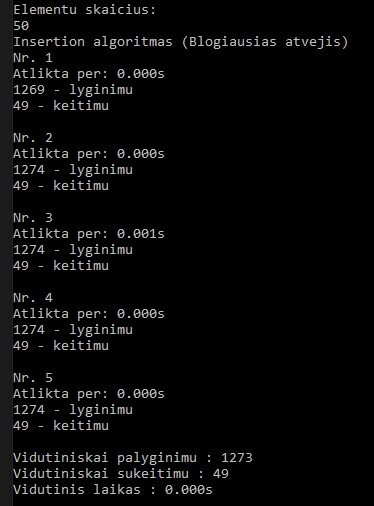 Elementu skaicius:
50
Insertion algoritmas (Blogiausias atvejis)
Nr. 1
Atlikta per: 0.000s
1269 - lyginimu
49 - keitimu
Nr. 2
Atlikta per: 0.000s
1274 - lyginimu
49 - keitimu
Nr. 3
Atlikta per: 0.001s
1274 - lyginimu
49 - keitimu
Nr. 4
Atlikta per: 0.000s
1274 - lyginimu
49 - keitimu
Nr. 5
Atlikta per: 0.000s
1274 - lyginimu
49 - keitimu
Vidutiniskai palyginimu : 1273
Vidutiniskai sukeitimu : 49
Vidutinis laikas : 0.000s